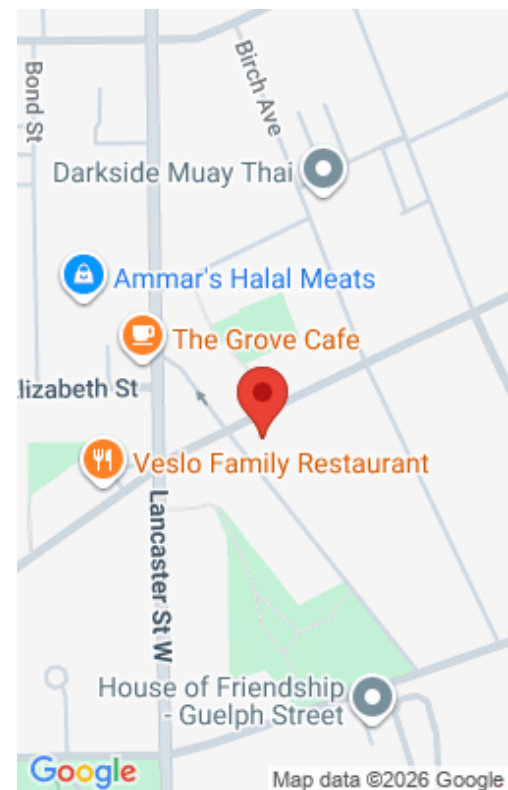 Bond St
Birch Ave
Darkside Muay Thai
Ammar's Halal Meats
The Grove Cafe
lizabeth St
Veslo Family Restaurant
Lancaster St W
House of Friendship
- Guelph Street
Google
Map data ©2026 Google